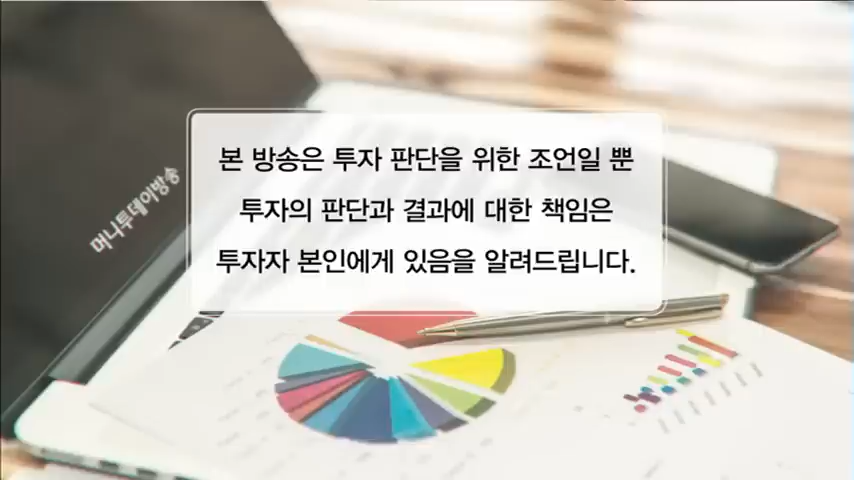 본 방송은 투자 판단을 위한 조언일 뿐
투자의 판단과 결과에 대한 책임은
투자자 본인에게 있음을 알려드립니다.
머니투데이방송